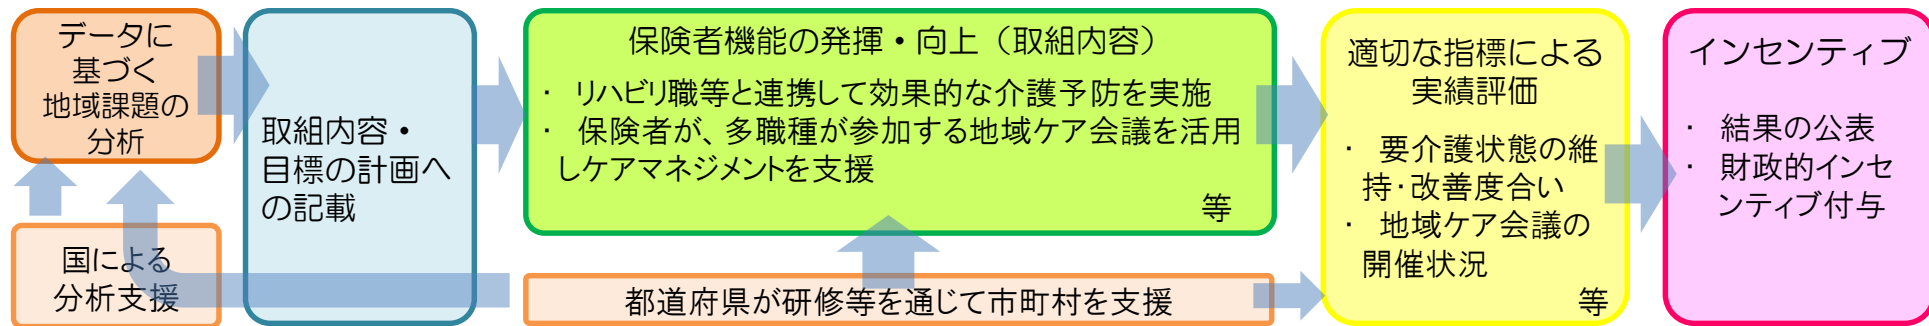 データに
基づく
地域課題の
分析
国による
分析支援
取組内容・
目標の計画へ
の記載
保険者機能の発揮・向上（取組内容）
・ リハビリ職等と連携して効果的な介護予防を実施
・ 保険者が、多職種が参加する地域ケア会議を活用
しケアマネジメントを支援
等
都道府県が研修等を通じて市町村を支援
適切な指標による
実績評価
・ 要介護状態の維
持・改善度合い
・ 地域ケア会議の
開催状況
等
インセンティブ
・ 結果の公表
・ 財政的インセ
ンティブ付与